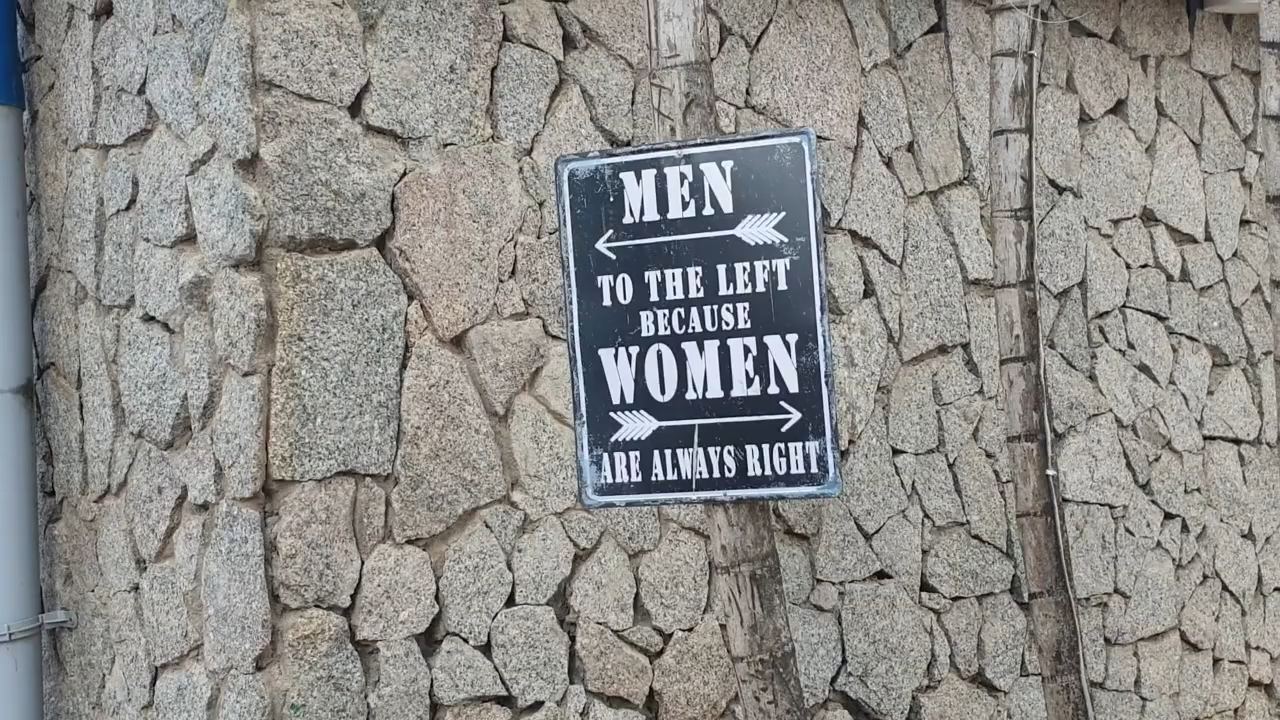 MEN
TO THE LEFT
BECAUSE
WOMEN
ARE ALWAYS RIGHT